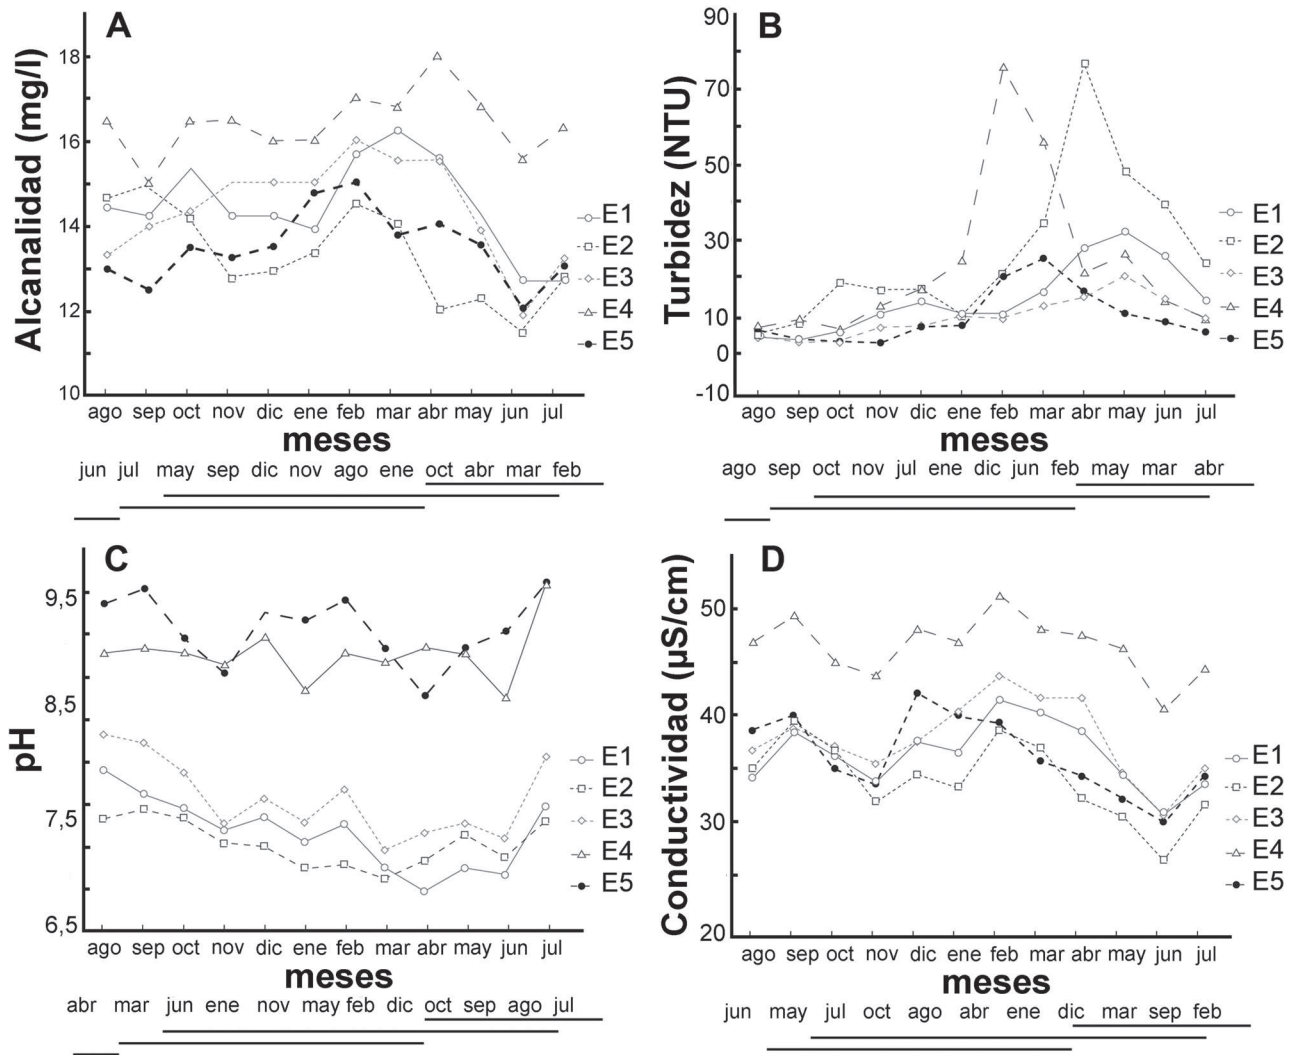 A
Alcanalidad (mg/l)
18
16
14
12
10
E1
E2
E3
E4
E5
ago sep oct nov dic ene feb mar abr may jun jul
meses
jun jul may sep dic nov ago ene oct abr mar feb
B
Turbidez (NTU)
90
70
50
30
10
0
-10
E1
E2
E3
E4
E5
ago sep oct nov dic ene feb mar abr may jun jul
meses
ago sep oct nov jul ene dic jun feb may mar abr
C
pH
9,5
8,5
7,5
6,5
E1
E2
E3
E4
E5
ago sep oct nov dic ene feb mar abr may jun jul
meses
abr mar jun ene nov may feb dic oct sep ago jul
D
Conductividad (µS/cm)
50
40
30
20
E1
E2
E3
E4
E5
ago sep oct nov dic ene feb mar abr may jun jul
meses
jun may jul oct ago abr ene dic mar sep feb